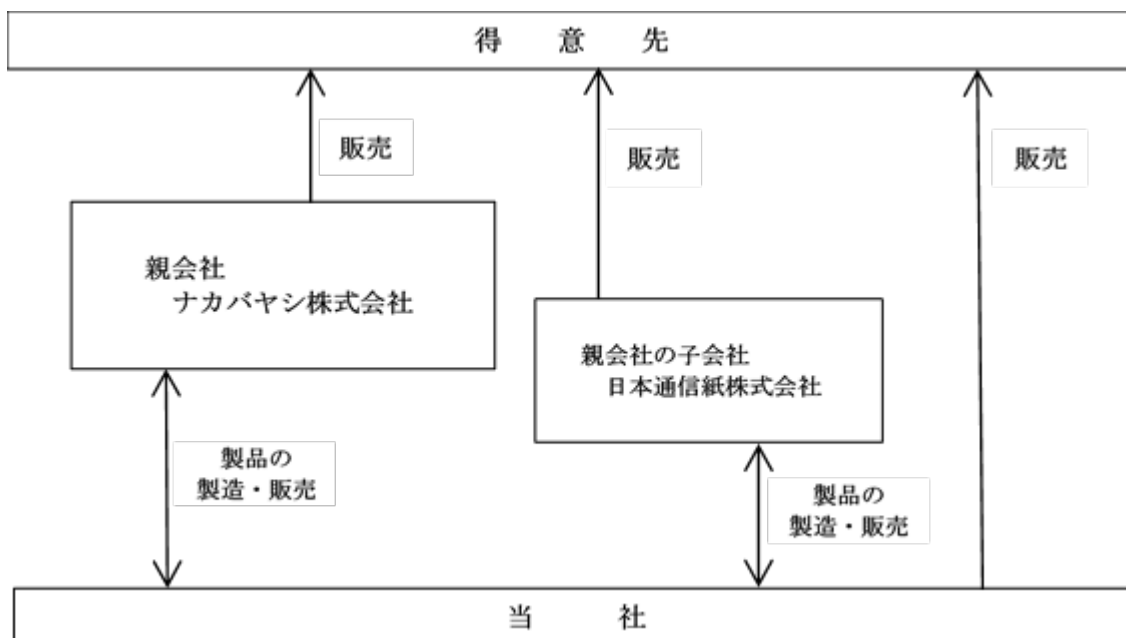 得意先
販売
販売
販売
親会社
ナカバヤシ株式会社
親会社の子会社
日本通信紙株式会社
製品の
製造・販売
製品の
製造・販売
当社